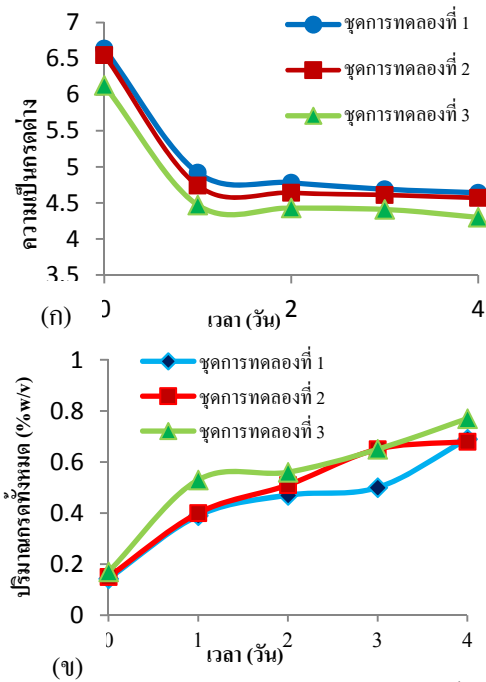 7
6.5
6
5.5
5
4.5
4
3.5
ความเป็นกรดด่าง
ชุดการทดลองที่ 1
ชุดการทดลองที่ 2
ชุดการทดลองที่ 3
0
2
4
เวลา (วัน)
(ก)
1
0.8
0.6
0.4
0.2
0
ปริมาณกรดทั้งหมด (%w/v)
ชุดการทดลองที่ 1
ชุดการทดลองที่ 2
ชุดการทดลองที่ 3
0
1
2
3
4
เวลา (วัน)
(ข)